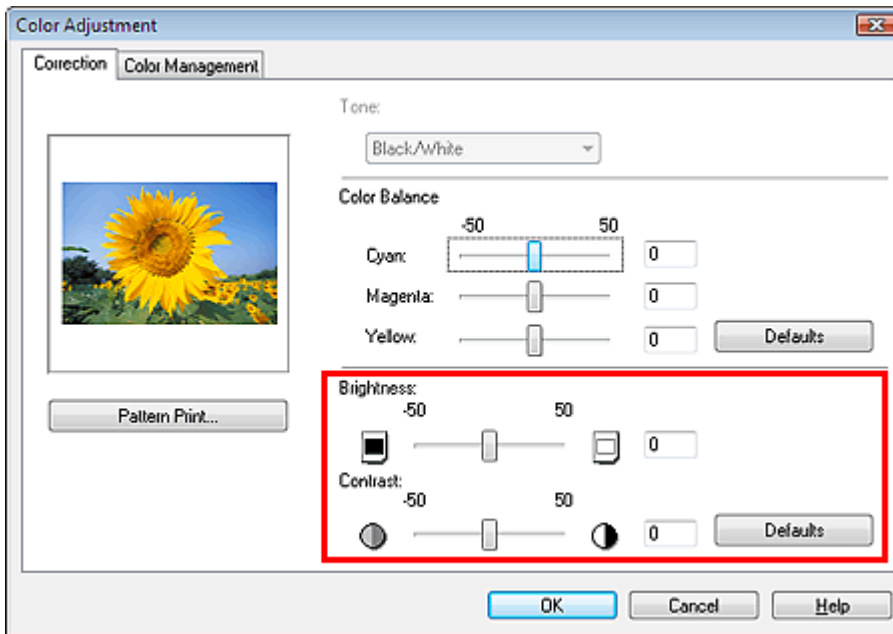 Color Adjustment
Correction Color Management
Tone:
Black/White
Color Balance
-50 50
Cyan: 0
Magenta: 0
Yellow: 0 Defaults
Pattern Print...
Brightness:
-50 50
0
Contrast:
-50 50
0 Defaults
OK Cancel Help